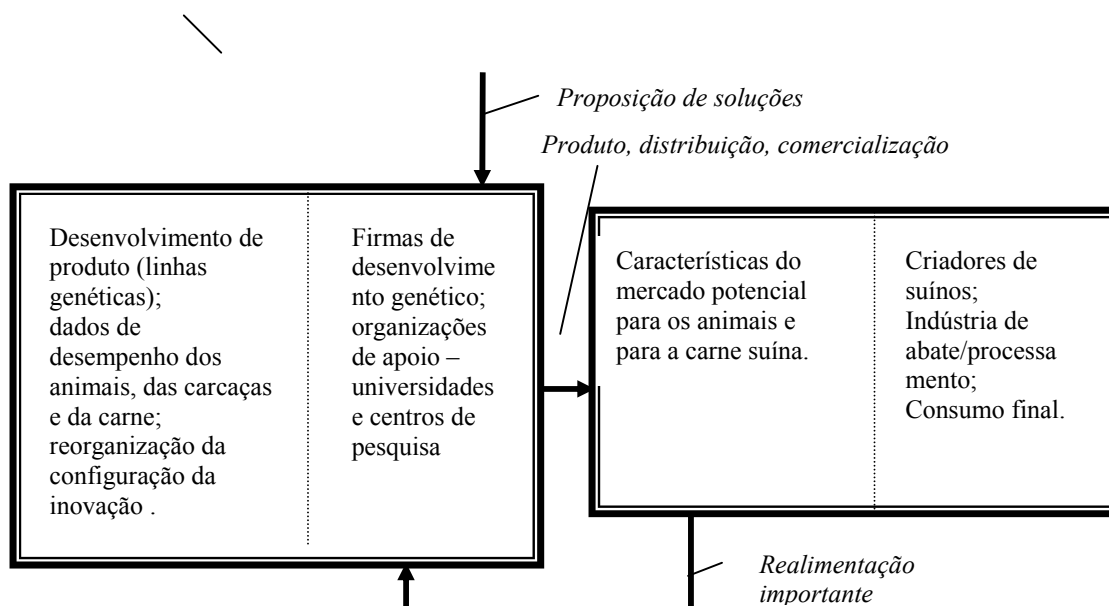 Proposição de soluções
Produto, distribuição, comercialização
Desenvolvimento de
produto (linhas
genéticas);
dados de
desempenho dos
animais, das carcaças
e da carne;
reorganização da
configuração da
inovação .
Firmas de
desenvolvime
nto genético;
organizações
de apoio –
universidades
e centros de
pesquisa
Características do
mercado potencial
para os animais e
para a carne suína.
Criadores de
suínos;
Indústria de
abate/processa
mento;
Consumo final.
Realimentação
importante